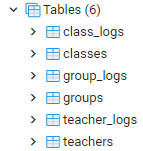 Tables (6)
class_logs
classes
group_logs
groups
teacher_logs
teachers